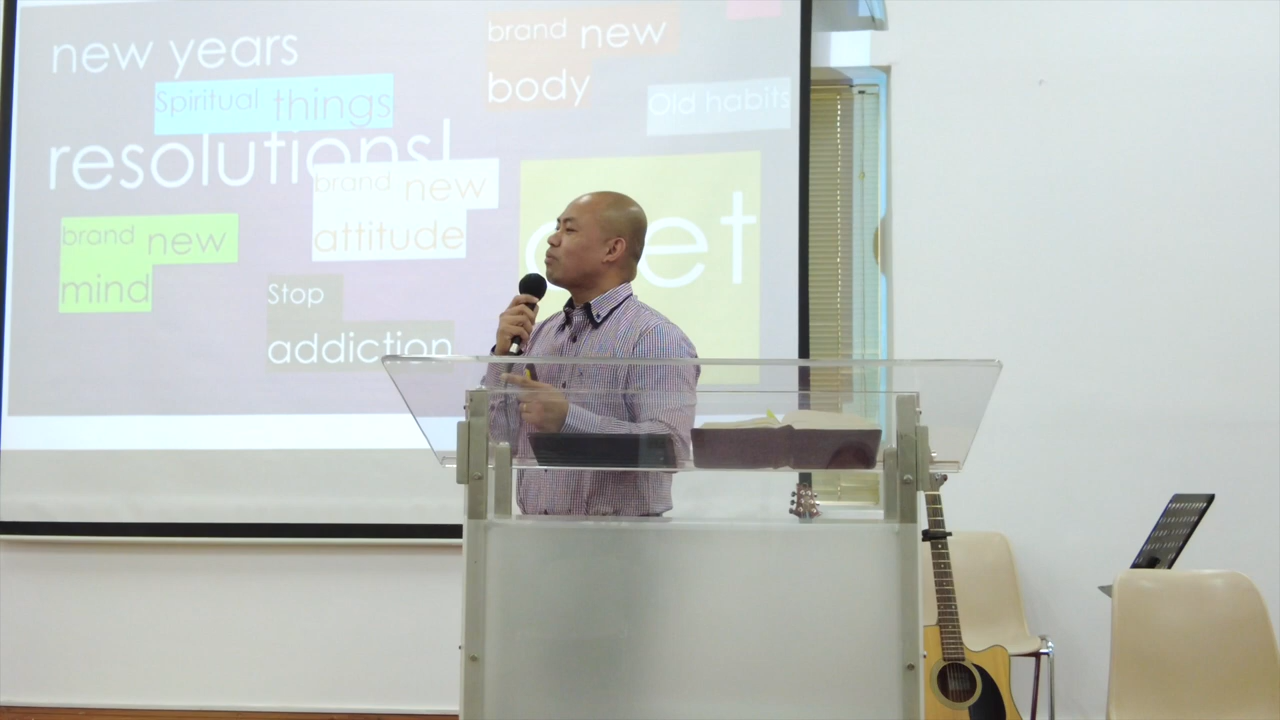 new years
Spiritual things
resolutions!
brand new
body
Old habits
brand new
attitude
brand new
mind
Stop
addiction